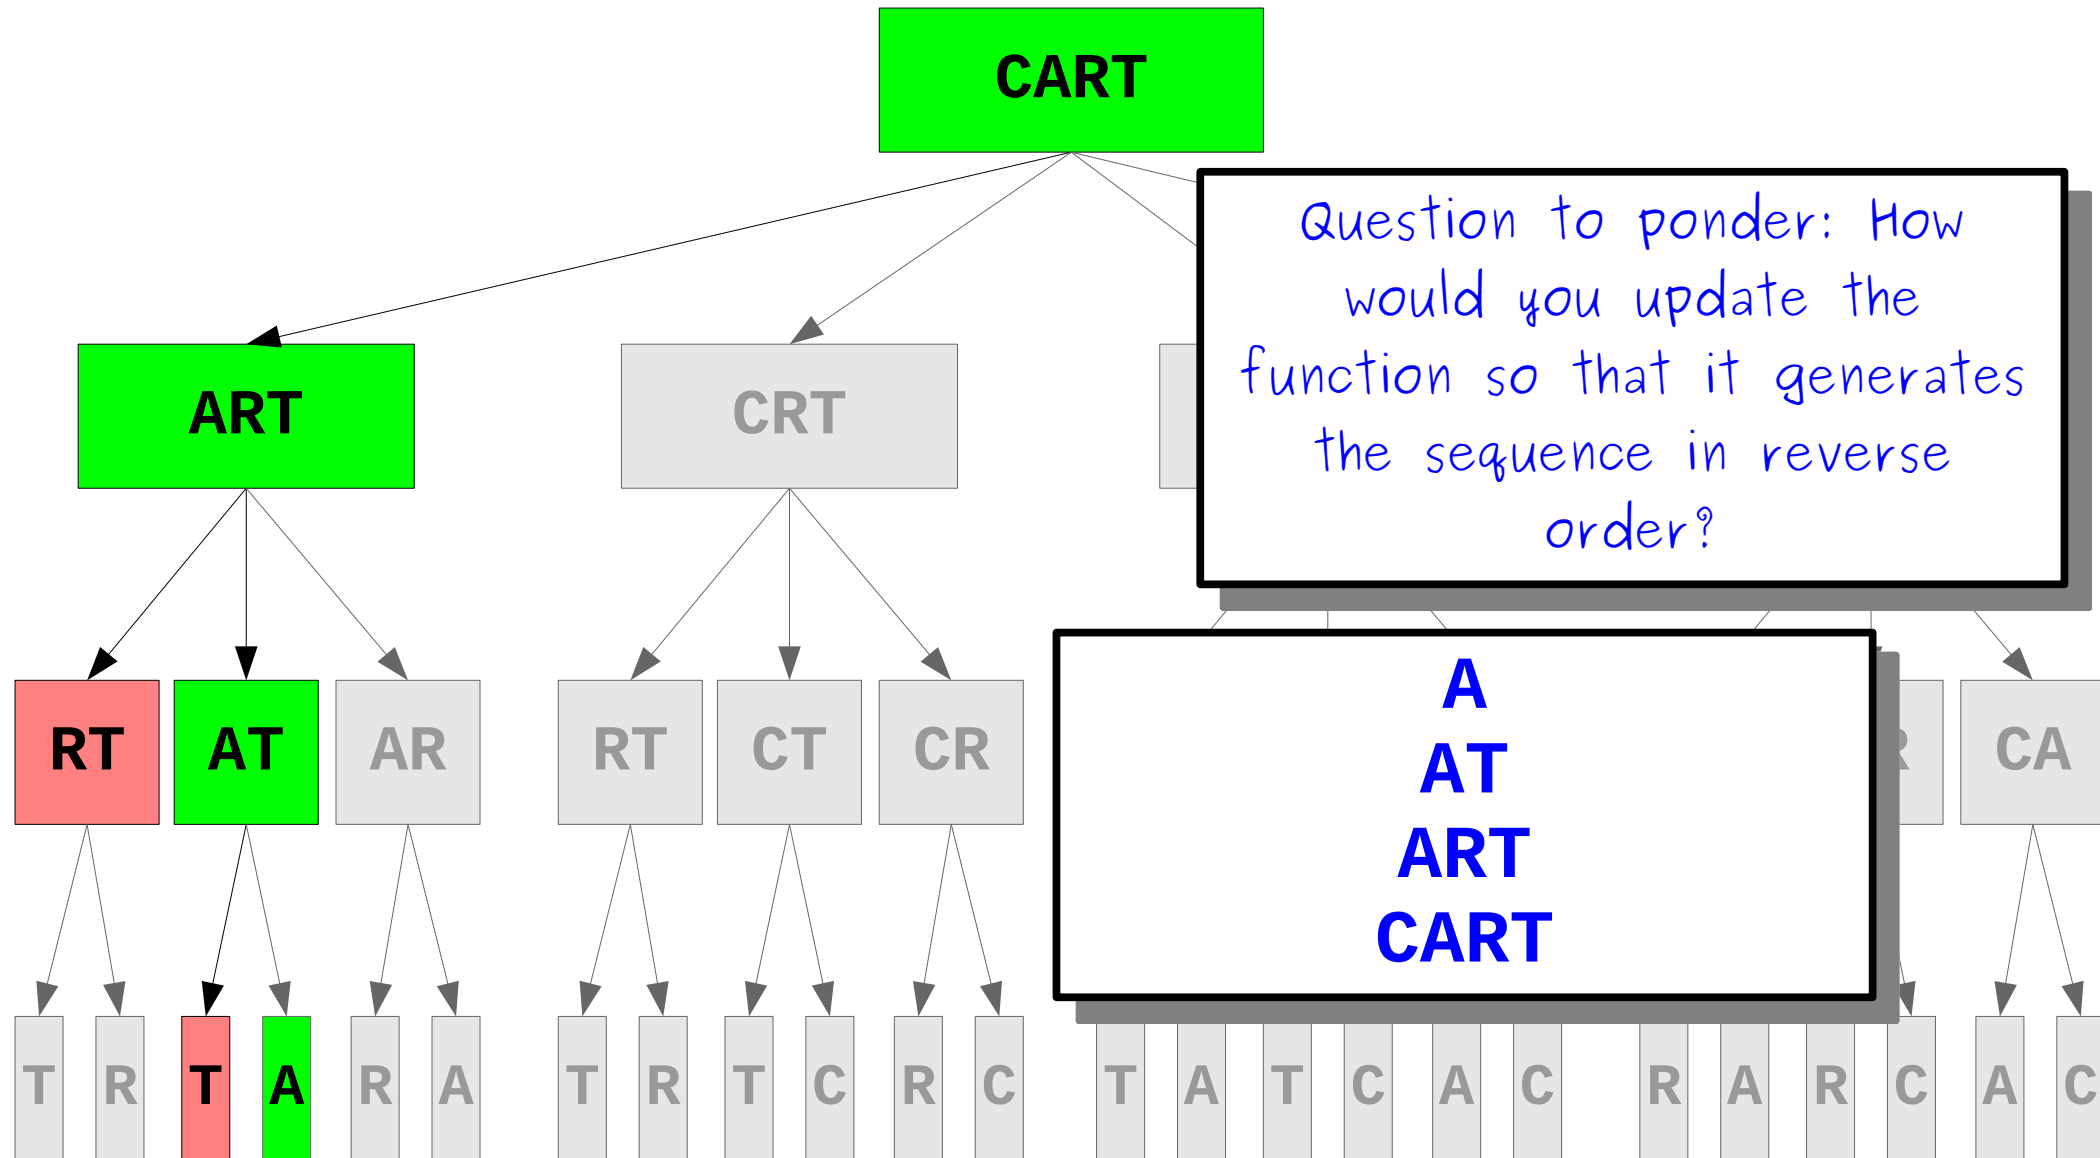 CART
Question to ponder: How
would you update the
function so that it generates
the sequence in reverse
order?
ART
CRT
A
AT
ART
CART
RT
AT
AR
RT
CT
CR
R
CA
T
R
T
A
R
A
T
R
T
C
R
C
T
A
T
C
A
C
R
A
R
C
A
C